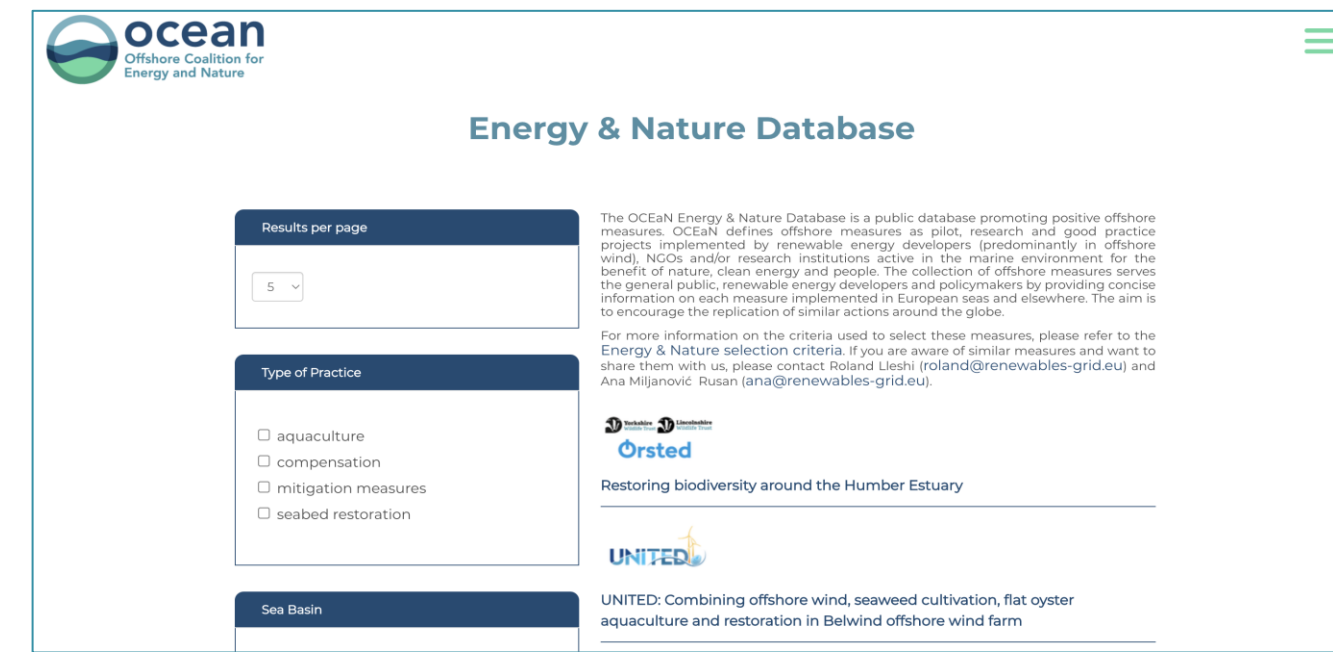 ocean
Offshore Coalition for
Energy and Nature
Energy & Nature Database
Results per page
5
Type of Practice
aquaculture
compensation
mitigation measures
seabed restoration
Sea Basin
The OCEaN Energy & Nature Database is a public database promoting positive offshore
measures. OCEaN defines offshore measures as pilot, research and good practice
projects implemented by renewable energy developers (predominantly in offshore
wind), NGOs and/or research institutions active in the marine environment for the
benefit of nature, clean energy and people. The collection of offshore measures serves
the general public, renewable energy developers and policymakers by providing concise
information on each measure implemented in European seas and elsewhere. The aim is
to encourage the replication of similar actions around the globe.
For more information on the criteria used to select these measures, please refer to the
Energy & Nature selection criteria. If you are aware of similar measures and want to
share them with us, please contact Roland Lleshi (roland@renewables-grid.eu) and
Ana Miljanović Rusan (ana@renewables-grid.eu).
Yorkshire Wildlife Trust
Lincolnshire Wildlife Trust
Ørsted
Restoring biodiversity around the Humber Estuary
UNITED
UNITED: Combining offshore wind, seaweed cultivation, flat oyster
aquaculture and restoration in Belwind offshore wind farm